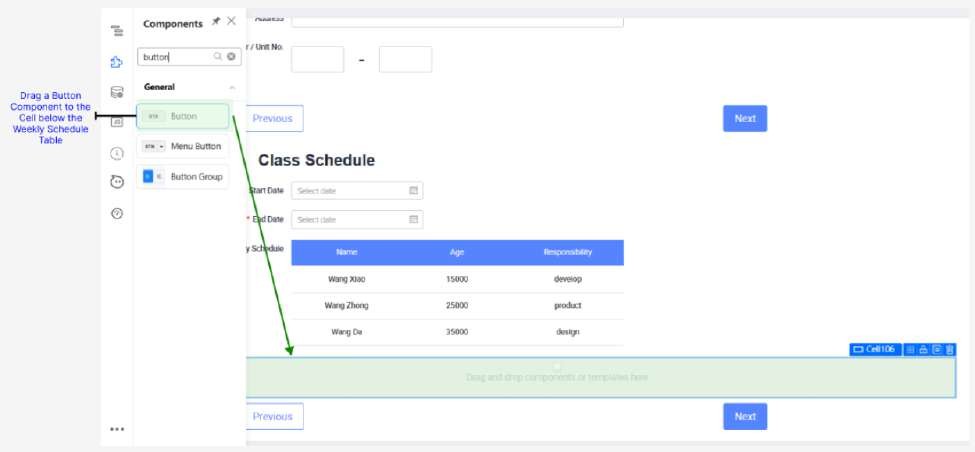 Components
Address
button
r / Unit No.
-
General
Drag a Button
Component to the
Cell below the
Weekly Schedule
Table
BTN Button
Previous
Next
JS
BTN Menu Button
Class Schedule
Button Group
Start Date Select date
* End Date Select date
y Schedule
Name Age Responsibility
Wang Xiao 15000 develop
Wang Zhong 25000 product
Wang Da 35000 design
Cell106
Drag and drop components or templates here
Previous
Next